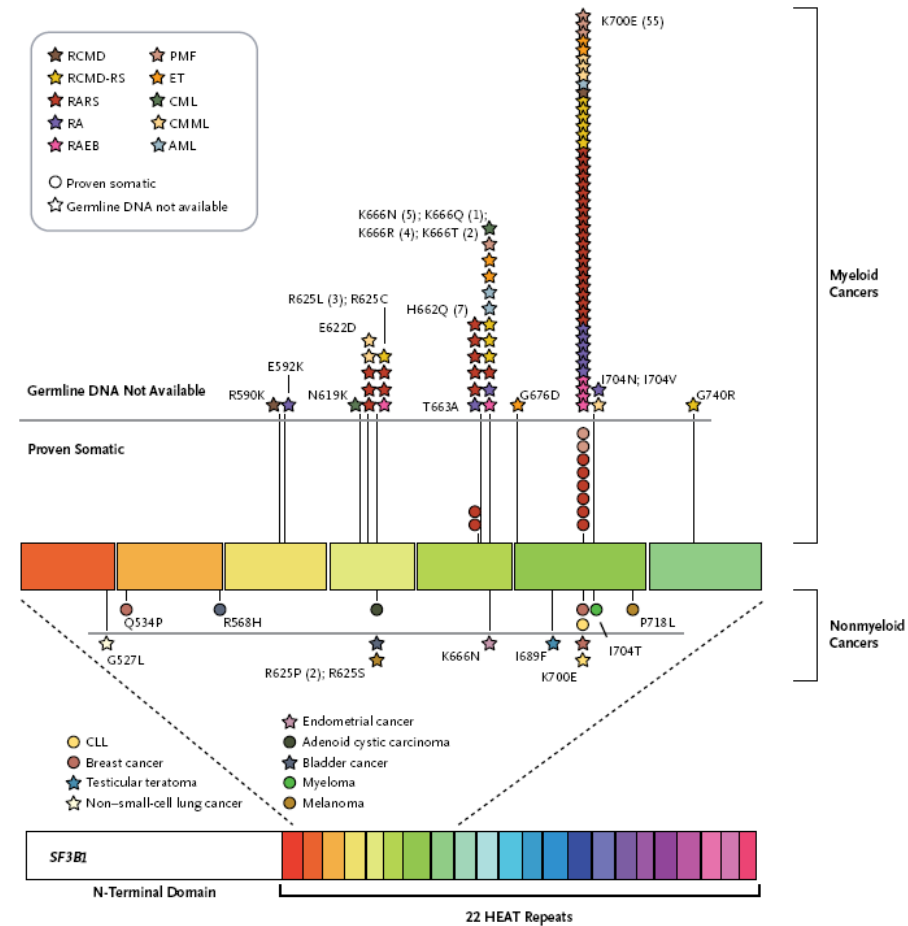 K700E (55)
RCMD
PMF
RCMD-RS
ET
RARS
CML
RA
CMML
RAEB
AML
Proven somatic
Germline DNA not available
K666N (5); K666Q (1);
K666R (4); K666T (2)
Myeloid
Cancers
R625L (3); R625C
H662Q (7)
E622D
E592K
I704N; I704V
Germline DNA Not Available
R590K
N619K
T663A
G676D
G740R
Proven Somatic
Q534P
R568H
P718L
Nonmyeloid
Cancers
G527L
K666N
I689F
I704T
R625P (2); R625S
K700E
Endometrial cancer
CLL
Adenoid cystic carcinoma
Breast cancer
Bladder cancer
Testicular teratoma
Myeloma
Non–small-cell lung cancer
Melanoma
SF3B1
N-Terminal Domain
22 HEAT Repeats